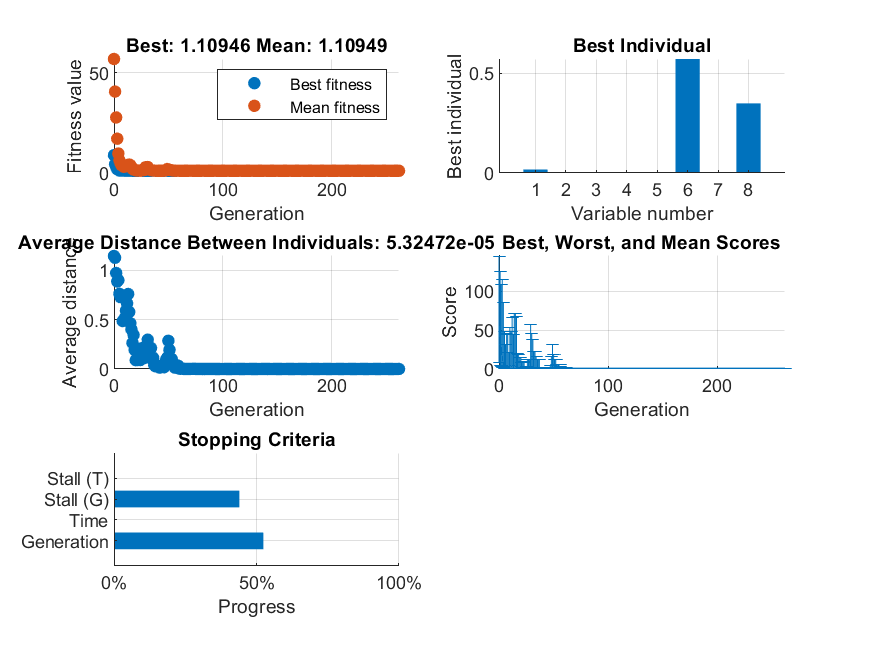 Best: 1.10946 Mean: 1.10949
Fitness value
50
0
Best fitness
Mean fitness
0 100 200
Generation
Best Individual
Best individual
0.5
0
1 2 3 4 5 6 7 8
Variable number
Average Distance Between Individuals: 5.32472e-05
Average distance
1
0.5
0
0 100 200
Generation
Best, Worst, and Mean Scores
Score
100
50
0
0 100 200
Generation
Stopping Criteria
Stall (T)
Stall (G)
Time
Generation
0% 50% 100%
Progress